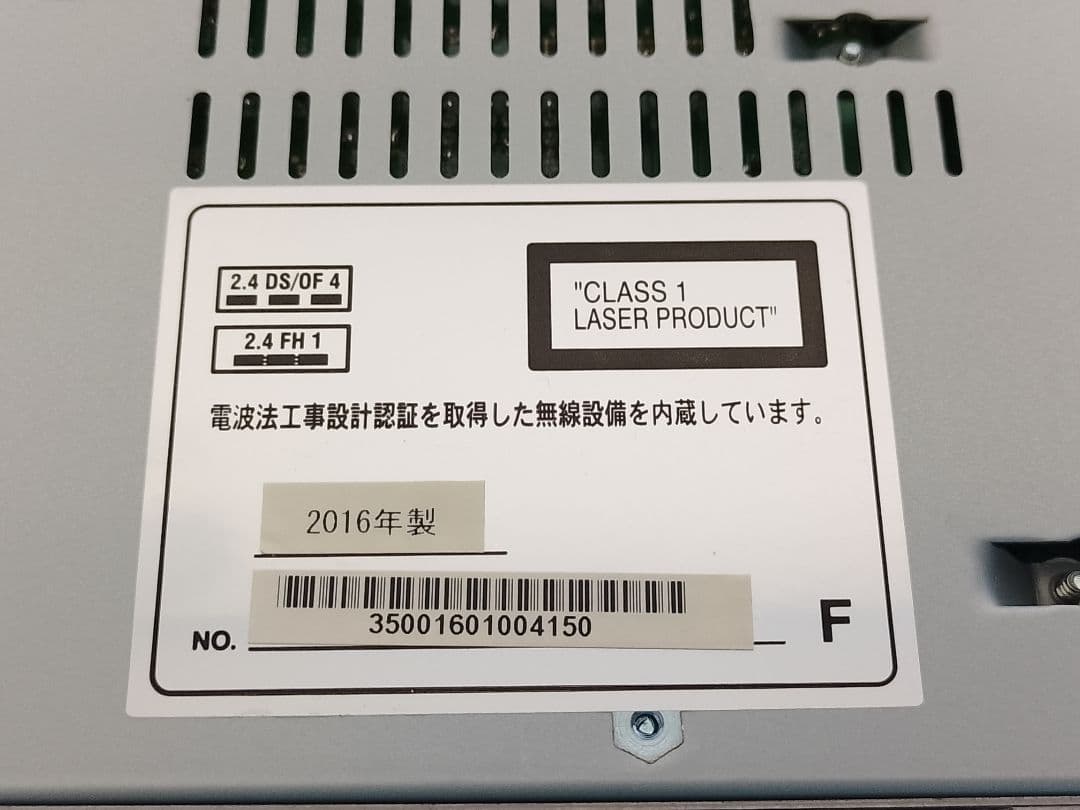 2.4 DS/OF 4
2.4 FH 1
"CLASS 1
LASER PRODUCT"
電波法工事設計認証を取得した無線設備を内蔵しています。
2016年製
35001601004150
NO.
F